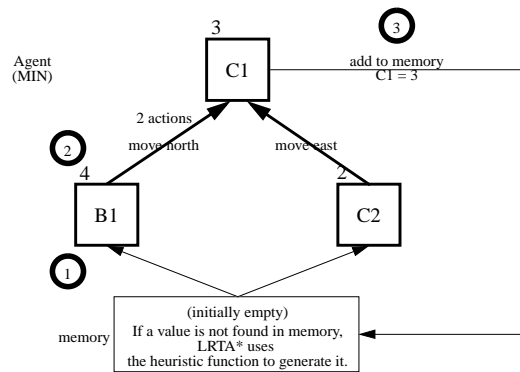 3
3
Agent
(MIN)
C1
add to memory
C1 = 3
2 actions
move north
move east
2
4
2
B1
C2
1
(initially empty)
If a value is not found in memory,
LRTA* uses
the heuristic function to generate it.
memory